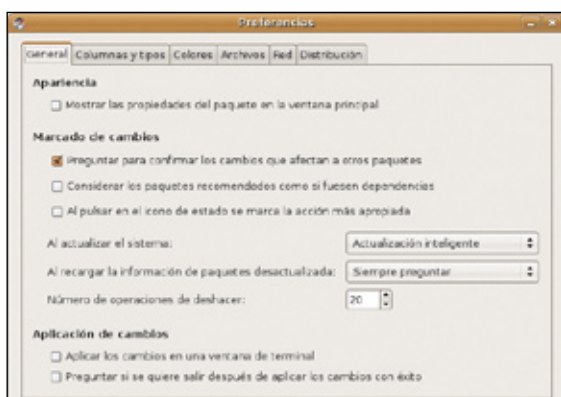 Preferencias
General Columnas y tipos Colores Archivos Red Distribución
Apariencia
Mostrar las propiedades del paquete en la ventana principal
Marcado de cambios
Preguntar para confirmar los cambios que afectan a otros paquetes
Considerar los paquetes recomendados como si fuesen dependencias
Al pulsar en el icono de estado se marca la acción más apropiada
Al actualizar el sistema: Actualización inteligente
Al recargar la información de paquetes desactualizada: Siempre preguntar
Número de operaciones de deshacer: 20
Aplicación de cambios
Aplicar los cambios en una ventana de terminal
Preguntar si se quiere salir después de aplicar los cambios con éxito